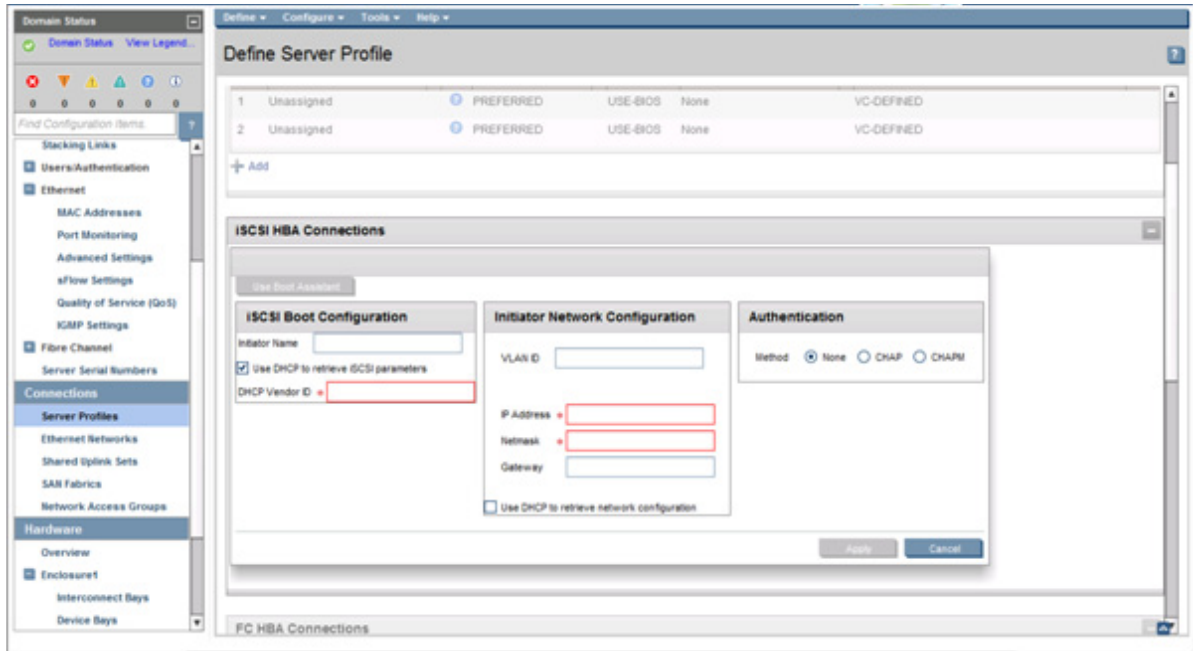 Domain Status
Domain Status View Legend...
0 0 0 0 0 0
Find Configuration Items.
?
Stacking Links
Users/Authentication
Ethernet
MAC Addresses
Port Monitoring
Advanced Settings
sFlow Settings
Quality of Service (QoS)
IGMP Settings
Fibre Channel
Server Serial Numbers
Connections
Server Profiles
Ethernet Networks
Shared Uplink Sets
SAN Fabrics
Network Access Groups
Hardware
Overview
Enclosure1
Interconnect Bays
Device Bays
Define Configure Tools Help
Define Server Profile
?
1 Unassigned PREFERRED USE-BIOS None VC-DEFINED
2 Unassigned PREFERRED USE-BIOS None VC-DEFINED
Add
iSCSI HBA Connections
Use Boot Assistant
iSCSI Boot Configuration
Initiator Name
Use DHCP to retrieve iSCSI parameters
DHCP Vendor ID *
Initiator Network Configuration
VLAN ID
IP Address *
Netmask *
Gateway
Use DHCP to retrieve network configuration
Authentication
Method None CHAP CHAPM
Apply Cancel
FC HBA Connections